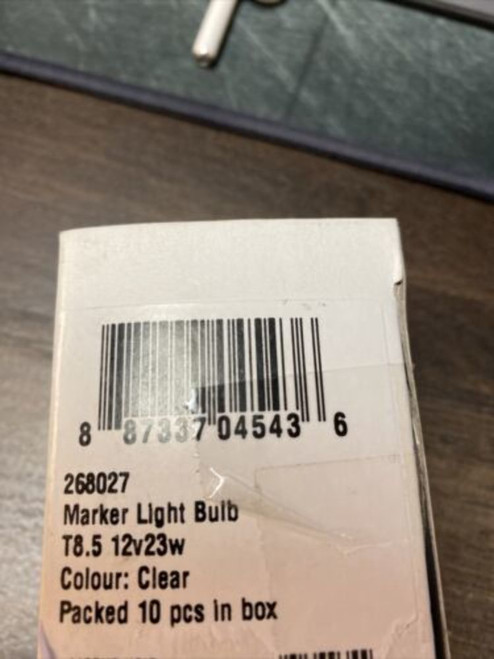 8 87337 04543 6
268027
Marker Light Bulb
T8.5 12v23w
Colour: Clear
Packed 10 pcs in box